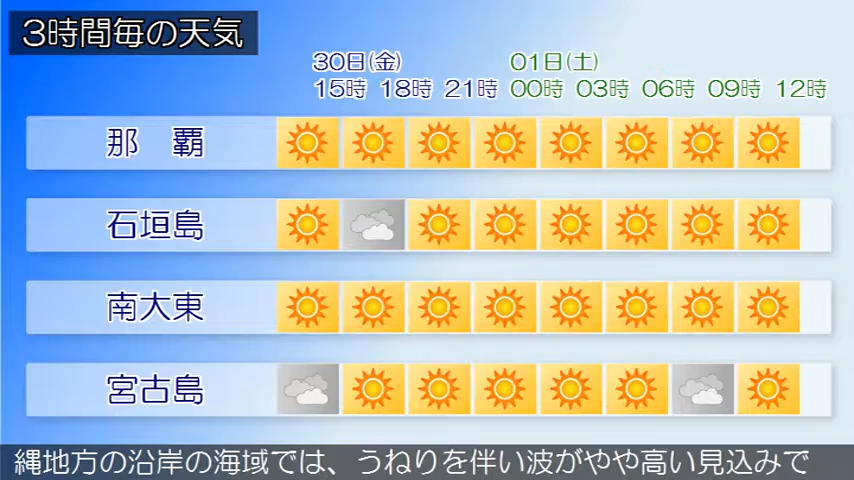 3時間毎の天気
30日(金) 01日(土)
15時 18時 21時 00時 03時 06時 09時 12時
那　覇
石垣島
南大東
宮古島
縄地方の沿岸の海域では、うねりを伴い波がやや高い見込みで